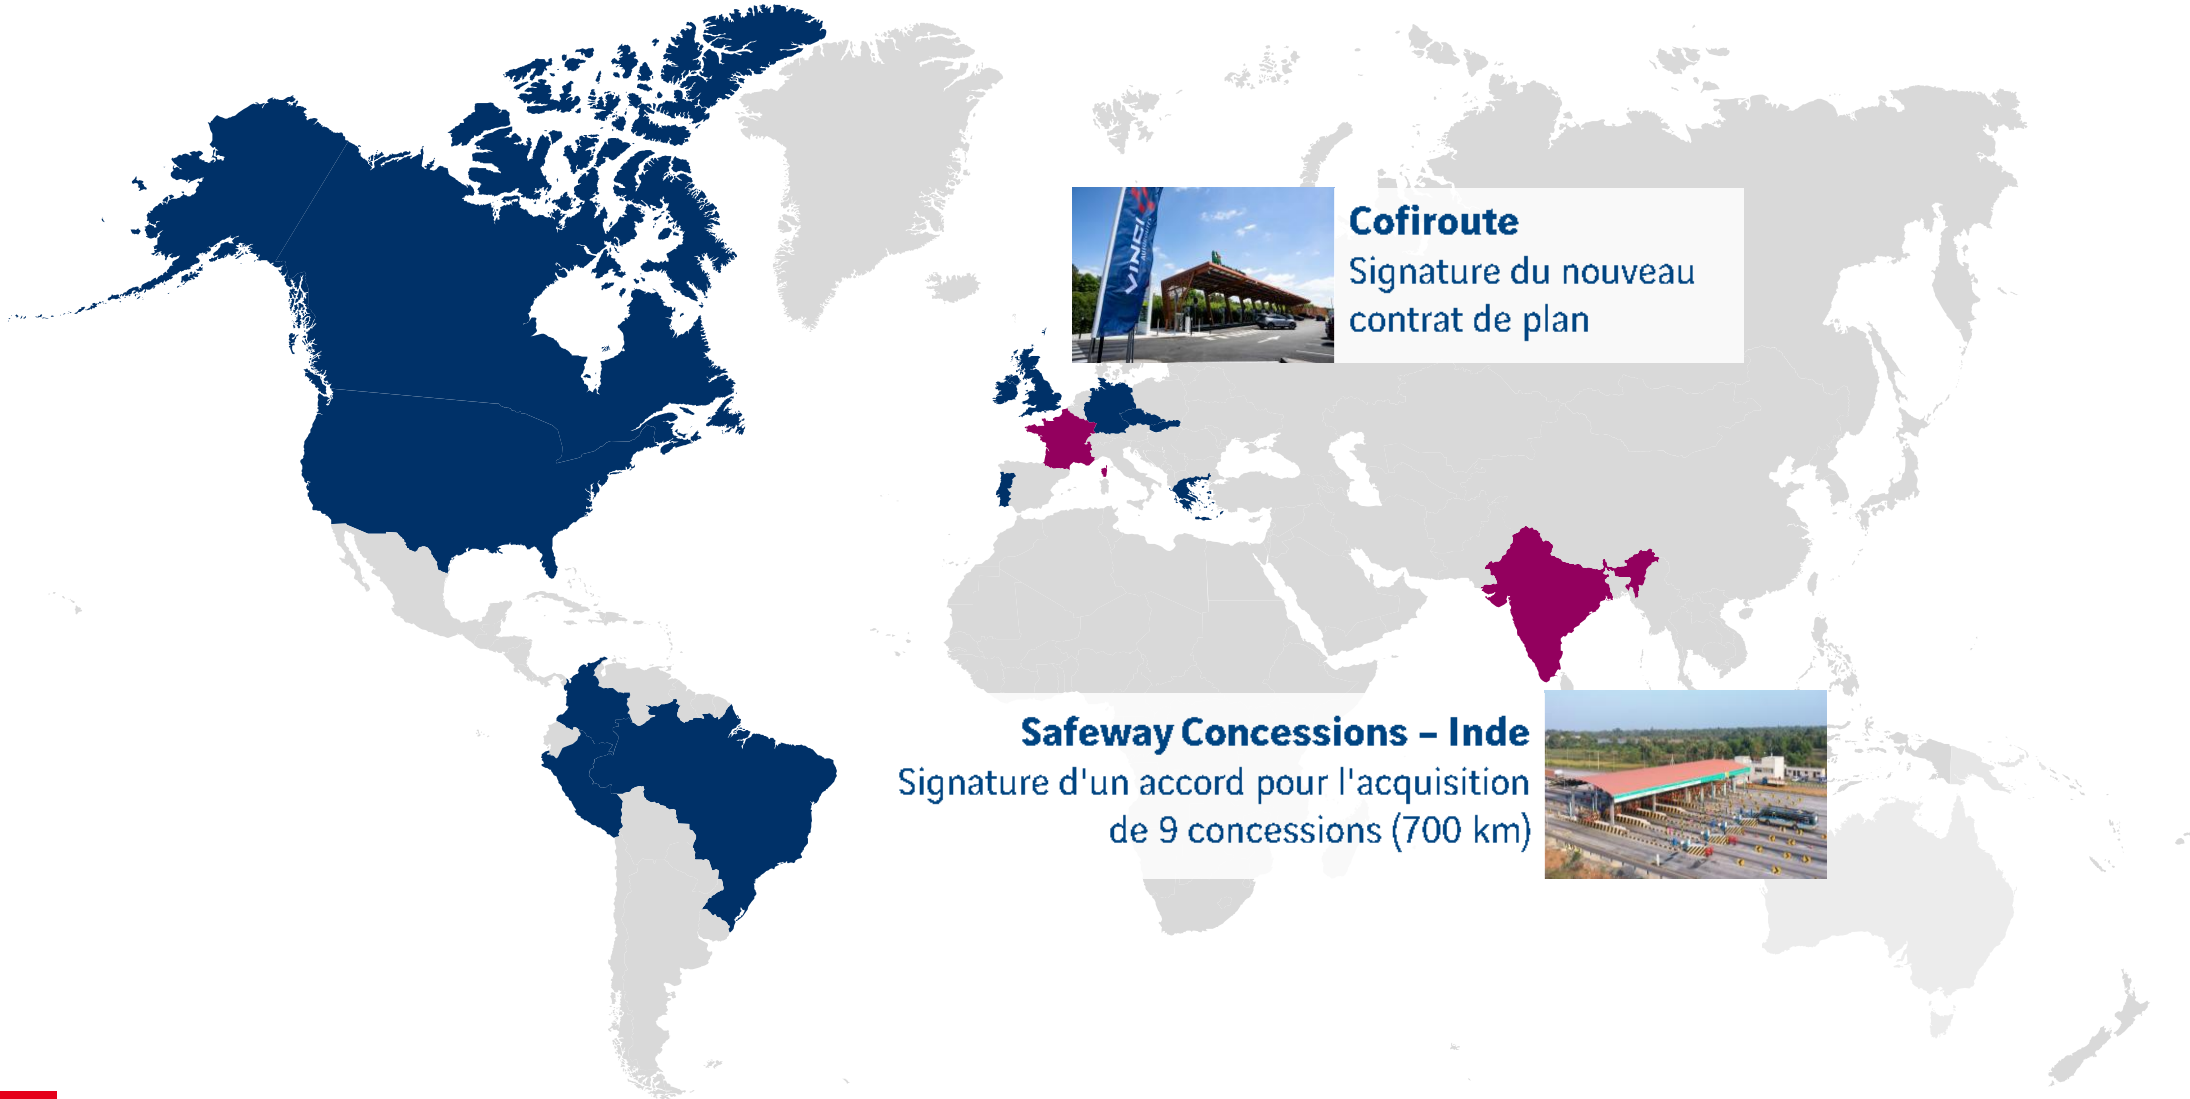 VINCI
Cofiroute
Signature du nouveau
contrat de plan
Safeway Concessions – Inde
Signature d'un accord pour l'acquisition
de 9 concessions (700 km)